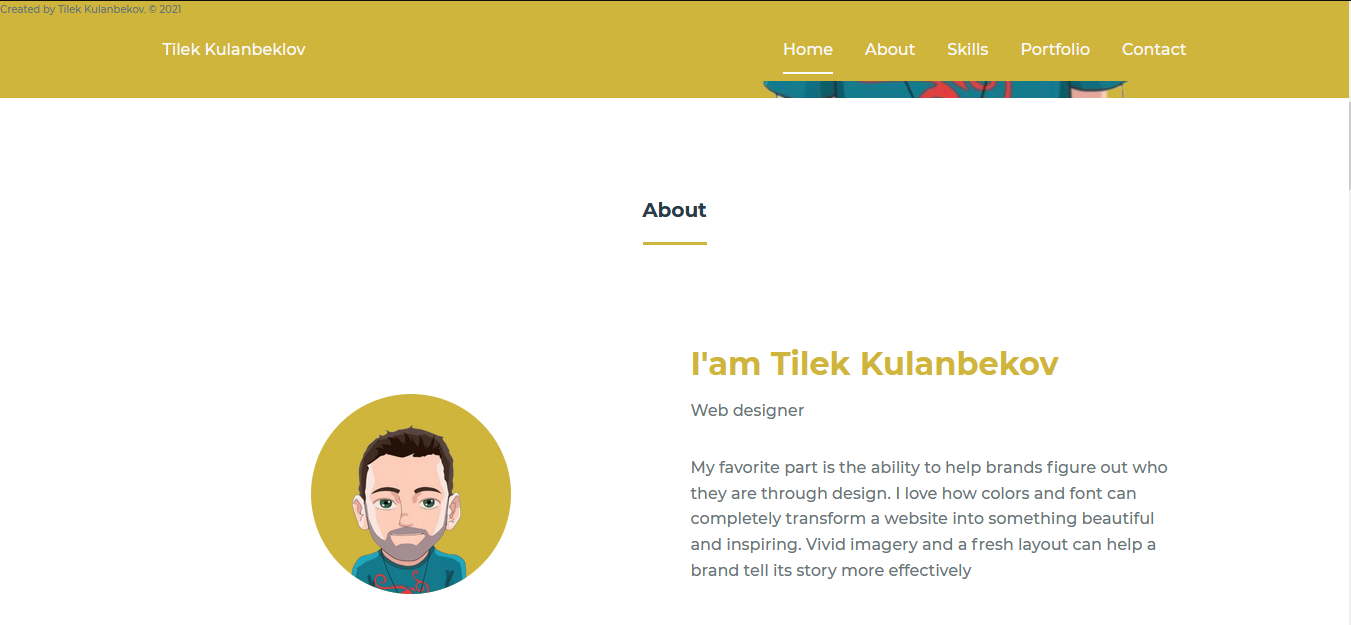 Created by Tilek Kulanbekov. © 2021
Tilek Kulanbeklov
Home About Skills Portfolio Contact
About
I'am Tilek Kulanbekov
Web designer
My favorite part is the ability to help brands figure out who
they are through design. I love how colors and font can
completely transform a website into something beautiful
and inspiring. Vivid imagery and a fresh layout can help a
brand tell its story more effectively